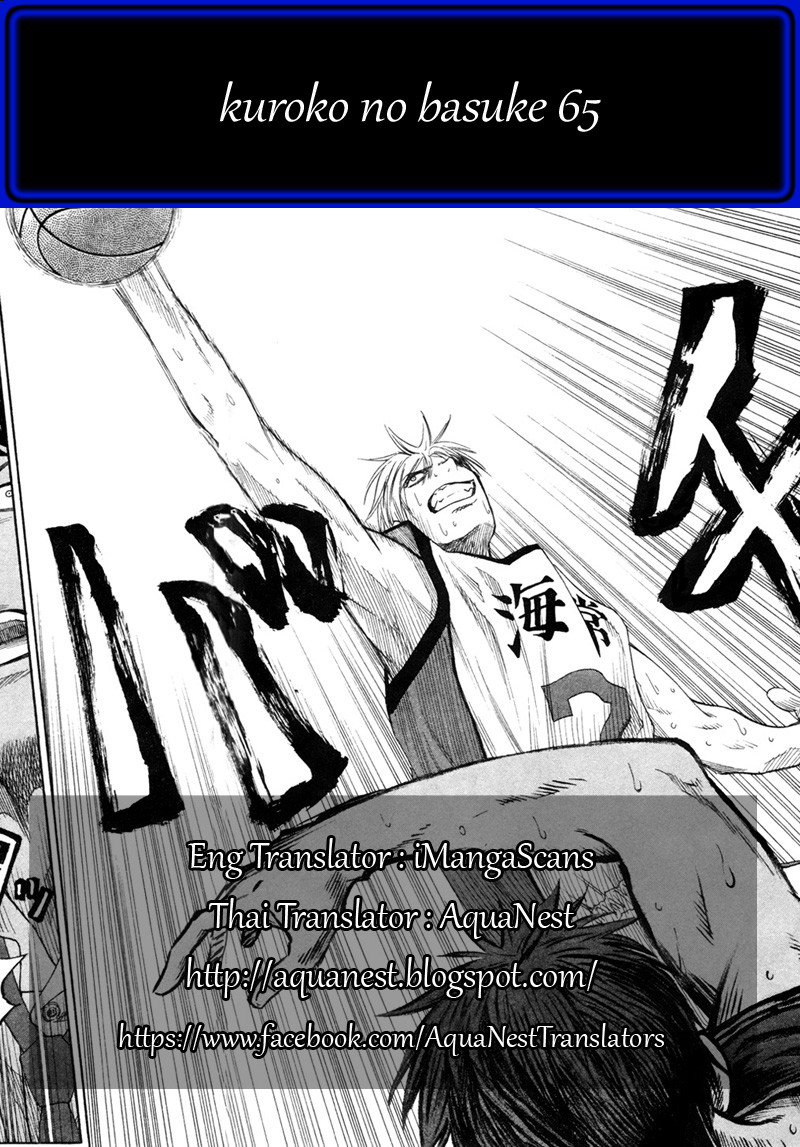 kuroko no basuke 65
海常
2
Eng Translator : iMangaScans
Thai Translator : AquaNest
http://aquanest.blogspot.com/
https://www.facebook.com/AquaNestTranslators